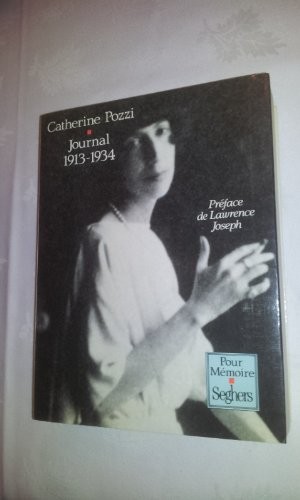 Catherine Pozzi
Journal
1913-1934
Préface
de Lawrence
Joseph
Pour
Mémoire
Seghers